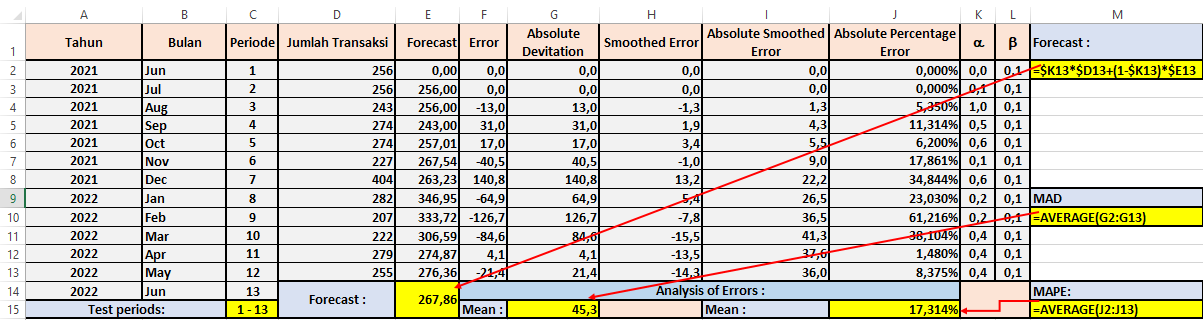 A B C D E F G H I J K L M
1 Tahun Bulan Periode Jumlah Transaksi Forecast Error Absolute Devitation Smoothed Error Absolute Smoothed Error Absolute Percentage Error α β Forecast :
2 2021 Jun 1 256 0,00 0,0 0,0 0,0 0,0 0,000% 0,0 0,1 =$K13*$D13+(1-$K13)*$E13
3 2021 Jul 2 256 256,00 0,0 0,0 0,0 0,0 0,000% 0,1 0,1
4 2021 Aug 3 243 256,00 -13,0 13,0 -1,3 1,3 5,350% 1,0 0,1
5 2021 Sep 4 274 243,00 31,0 31,0 1,9 4,3 11,314% 0,5 0,1
6 2021 Oct 5 274 257,01 17,0 17,0 3,4 5,5 6,200% 0,6 0,1
7 2021 Nov 6 227 267,54 -40,5 40,5 -1,0 9,0 17,861% 0,1 0,1
8 2021 Dec 7 404 263,23 140,8 140,8 13,2 22,2 34,844% 0,6 0,1
9 2022 Jan 8 282 346,95 -64,9 64,9 5,4 26,5 23,030% 0,2 0,1 MAD
10 2022 Feb 9 207 333,72 -126,7 126,7 -7,8 36,5 61,216% 0,2 0,1 =AVERAGE(G2:G13)
11 2022 Mar 10 222 306,59 -84,6 84,6 -15,5 41,3 38,104% 0,4 0,1
12 2022 Apr 11 279 274,87 4,1 4,1 -13,5 37,6 1,480% 0,4 0,1
13 2022 May 12 255 276,36 -21,4 21,4 -14,3 36,0 8,375% 0,4 0,1
14 2022 Jun 13 Forecast : 267,86 Analysis of Errors : MAPE:
15 Test periods: 1 - 13 Mean : 45,3 Mean : 17,314% =AVERAGE(J2:J13)